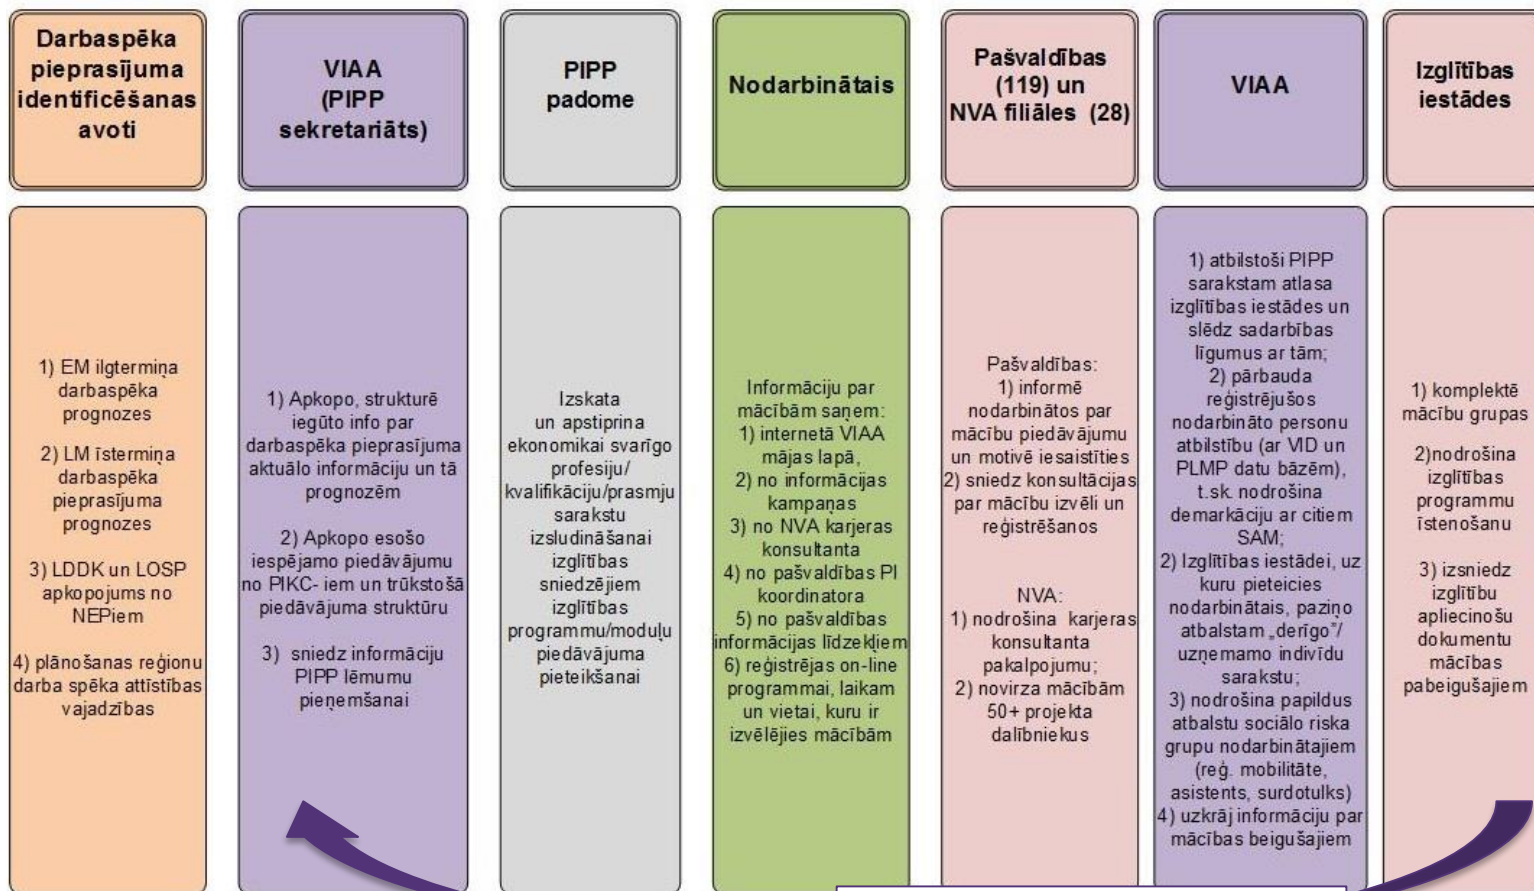 Darbaspēka
pieprasījuma
identificēšanas
avoti
VIAA
(PIPP
sekretariāts)
PIPP
padome
Nodarbinātais
Pašvaldības
(119) un
NVA filiāles (28)
VIAA
Izglītības
iestādes
1) EM ilgtermiņa
darbaspēka
prognozes
2) LM īstermiņa
darbaspēka
pieprasījuma
prognozes
3) LDDK un LOSP
apkopojums no
NEPiem
4) plānošanas reģionu
darba spēka attīstības
vajadzības
1) Apkopo, strukturē
iegūto info par
darbaspēka pieprasījuma
aktuālo informāciju un tā
prognozēm
2) Apkopo esošo
iespējamo piedāvājumu
no PIKC- iem un trūkstošā
piedāvājuma struktūru
3) sniedz informāciju
PIPP lēmumu
pieņemšanai
Izskata
un apstiprina
ekonomikai svarīgo
profesiju/
kvalifikāciju/prasmju
sarakstu
izsludināšanai
izglītības
sniedzējiem
izglītības
programmu/moduļu
piedāvājuma
pieteikšanai
Informāciju par
mācībām saņem:
1) internetā VIAA
mājas lapā,
2) no informācijas
kampaņas
3) no NVA karjeras
konsultanta
4) no pašvaldības PI
koordinatora
5) no pašvaldības
informācijas līdzekļiem
6) reģistrējas on-line
programmai, laikam
un vietai, kuru ir
izvēlējies mācībām
Pašvaldības:
1) informē
nodarbinātos par
mācību piedāvājumu
un motivē iesaistīties
2) sniedz konsultācijas
par mācību izvēli un
reģistrēšanos
NVA:
1) nodrošina karjeras
konsultanta
pakalpojumu;
2) novirza mācībām
50+ projekta
dalībniekus
1) atbilstoši PIPP
sarakstam atlasa
izglītības iestādes un
slēdz sadarbības
līgumus ar tām;
2) pārbauda
reģistrējušos
nodarbināto personu
atbilstību (ar VID un
PLMP datu bāzēm),
t.sk. nodrošina
demarkāciju ar citiem
SAM;
2) Izglītības iestādei, uz
kuru pieteicies
nodarbinātais, paziņo
atbalstam „derīgo”/
uzņemamo indivīdu
sarakstu;
3) nodrošina papildus
atbalstu sociālo riska
grupu nodarbinātajiem
(reģ. mobilitāte,
asistents, surdotulks)
4) uzkrāj informāciju par
mācības beigušajiem
1) komplektē
mācību grupas
2)nodrošina
izglītības
programmu
īstenošanu
3) izsniedz
izglītību
apliecinošu
dokumentu
mācības
pabeigušajiem